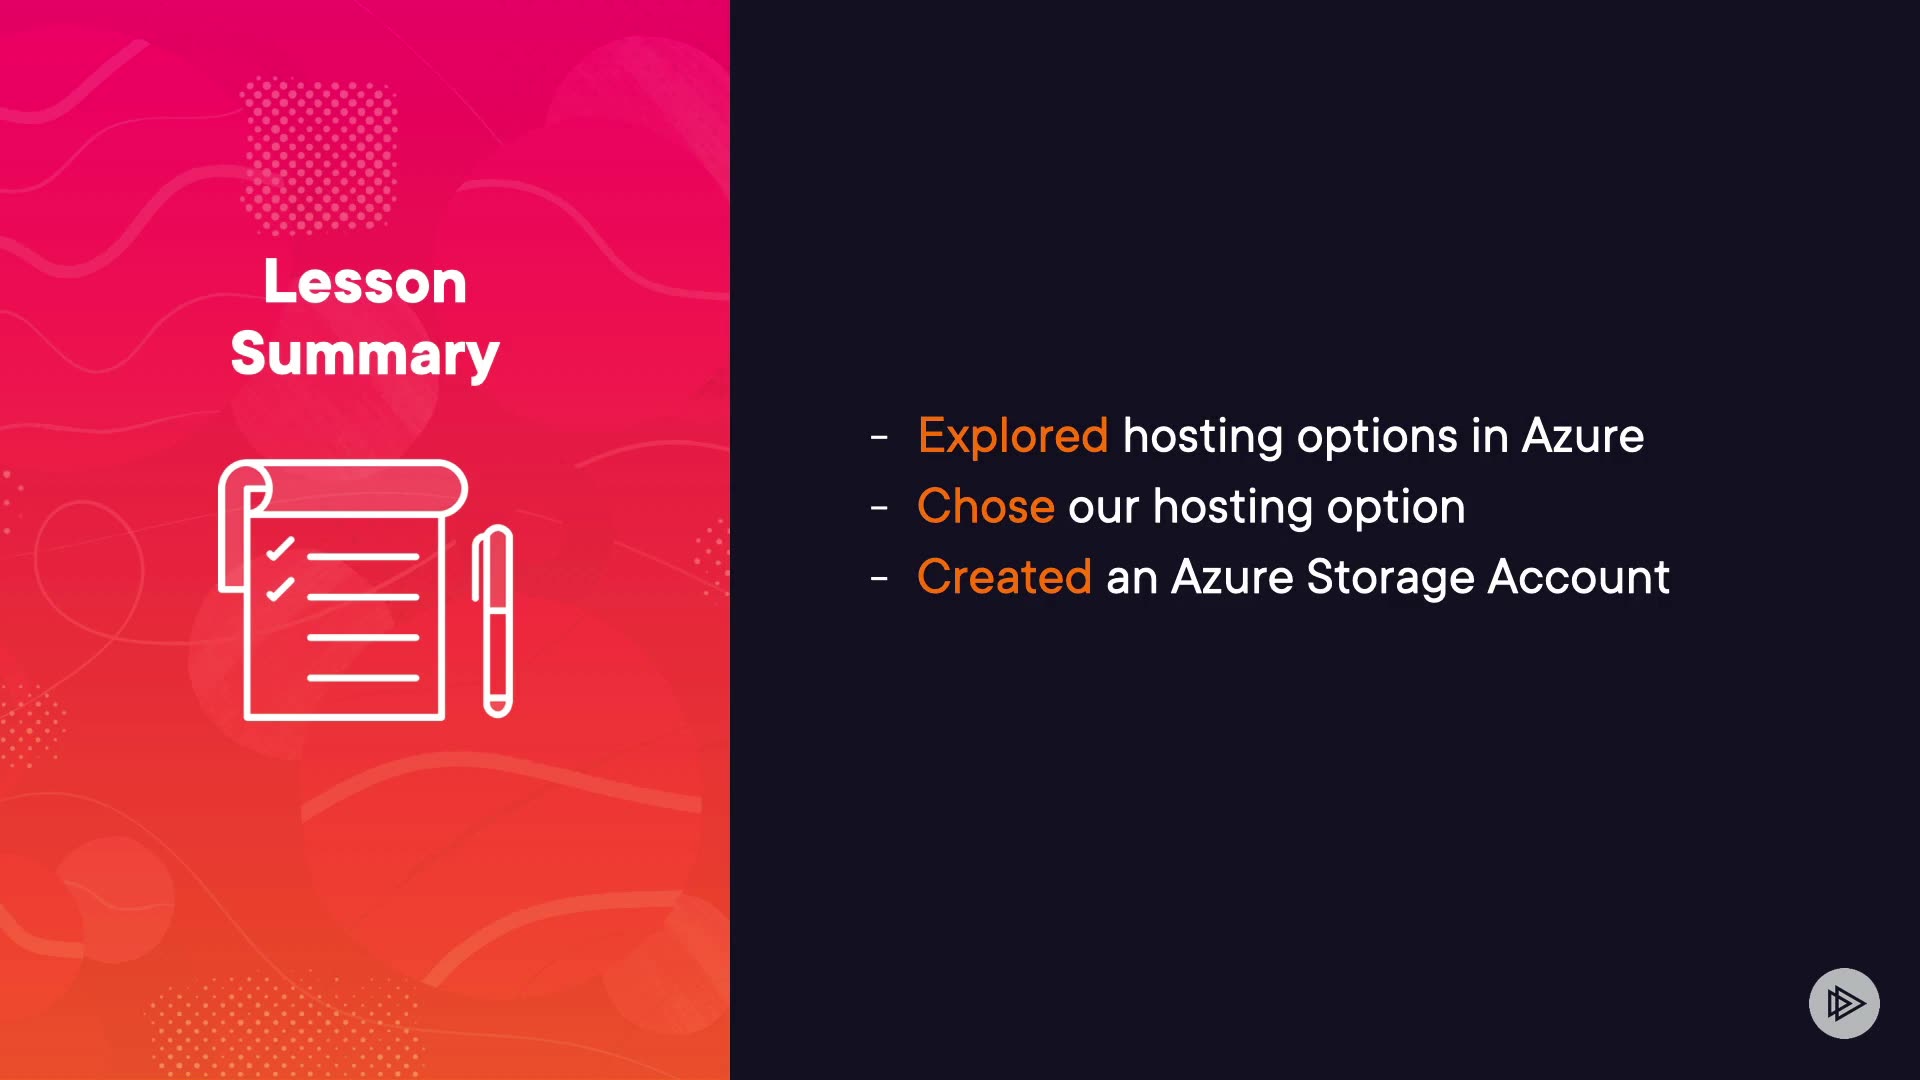 Lesson
Summary
- Explored hosting options in Azure
- Chose our hosting option
- Created an Azure Storage Account